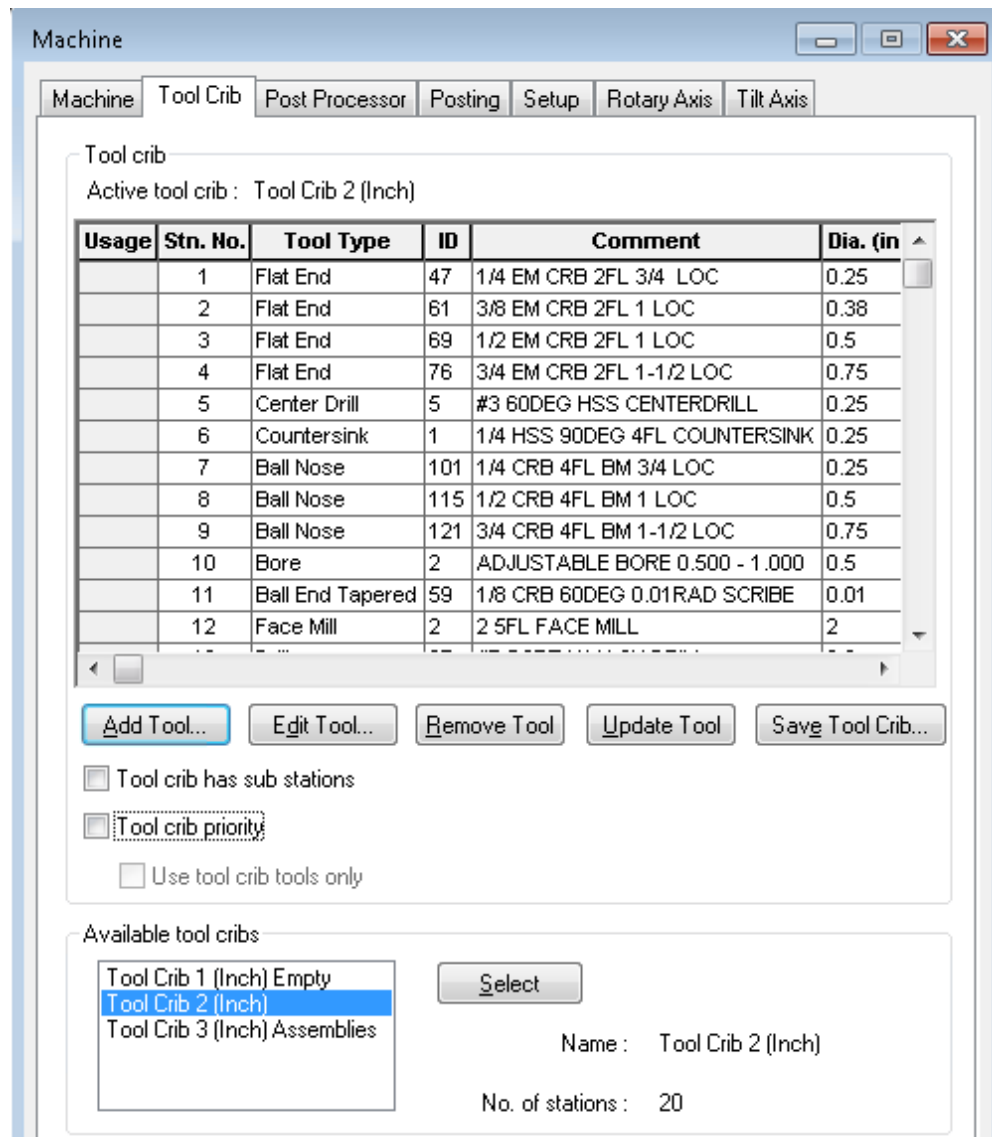 Machine
Machine Tool Crib Post Processor Posting Setup Rotary Axis Tilt Axis
Tool crib
Active tool crib : Tool Crib 2 (Inch)
Usage Stn. No. Tool Type ID Comment Dia. (in
1 Flat End 47 1/4 EM CRB 2FL 3/4 LOC 0.25
2 Flat End 61 3/8 EM CRB 2FL 1 LOC 0.38
3 Flat End 69 1/2 EM CRB 2FL 1 LOC 0.5
4 Flat End 76 3/4 EM CRB 2FL 1-1/2 LOC 0.75
5 Center Drill 5 #3 60DEG HSS CENTERDRILL 0.25
6 Countersink 1 1/4 HSS 90DEG 4FL COUNTERSINK 0.25
7 Ball Nose 101 1/4 CRB 4FL BM 3/4 LOC 0.25
8 Ball Nose 115 1/2 CRB 4FL BM 1 LOC 0.5
9 Ball Nose 121 3/4 CRB 4FL BM 1-1/2 LOC 0.75
10 Bore 2 ADJUSTABLE BORE 0.500 - 1.000 0.5
11 Ball End Tapered 59 1/8 CRB 60DEG 0.01RAD SCRIBE 0.01
12 Face Mill 2 2 5FL FACE MILL 2
Add Tool... Edit Tool... Remove Tool Update Tool Save Tool Crib...
Tool crib has sub stations
Tool crib priority
Use tool crib tools only
Available tool cribs
Tool Crib 1 (Inch) Empty
Tool Crib 2 (Inch)
Tool Crib 3 (Inch) Assemblies
Select
Name : Tool Crib 2 (Inch)
No. of stations : 20